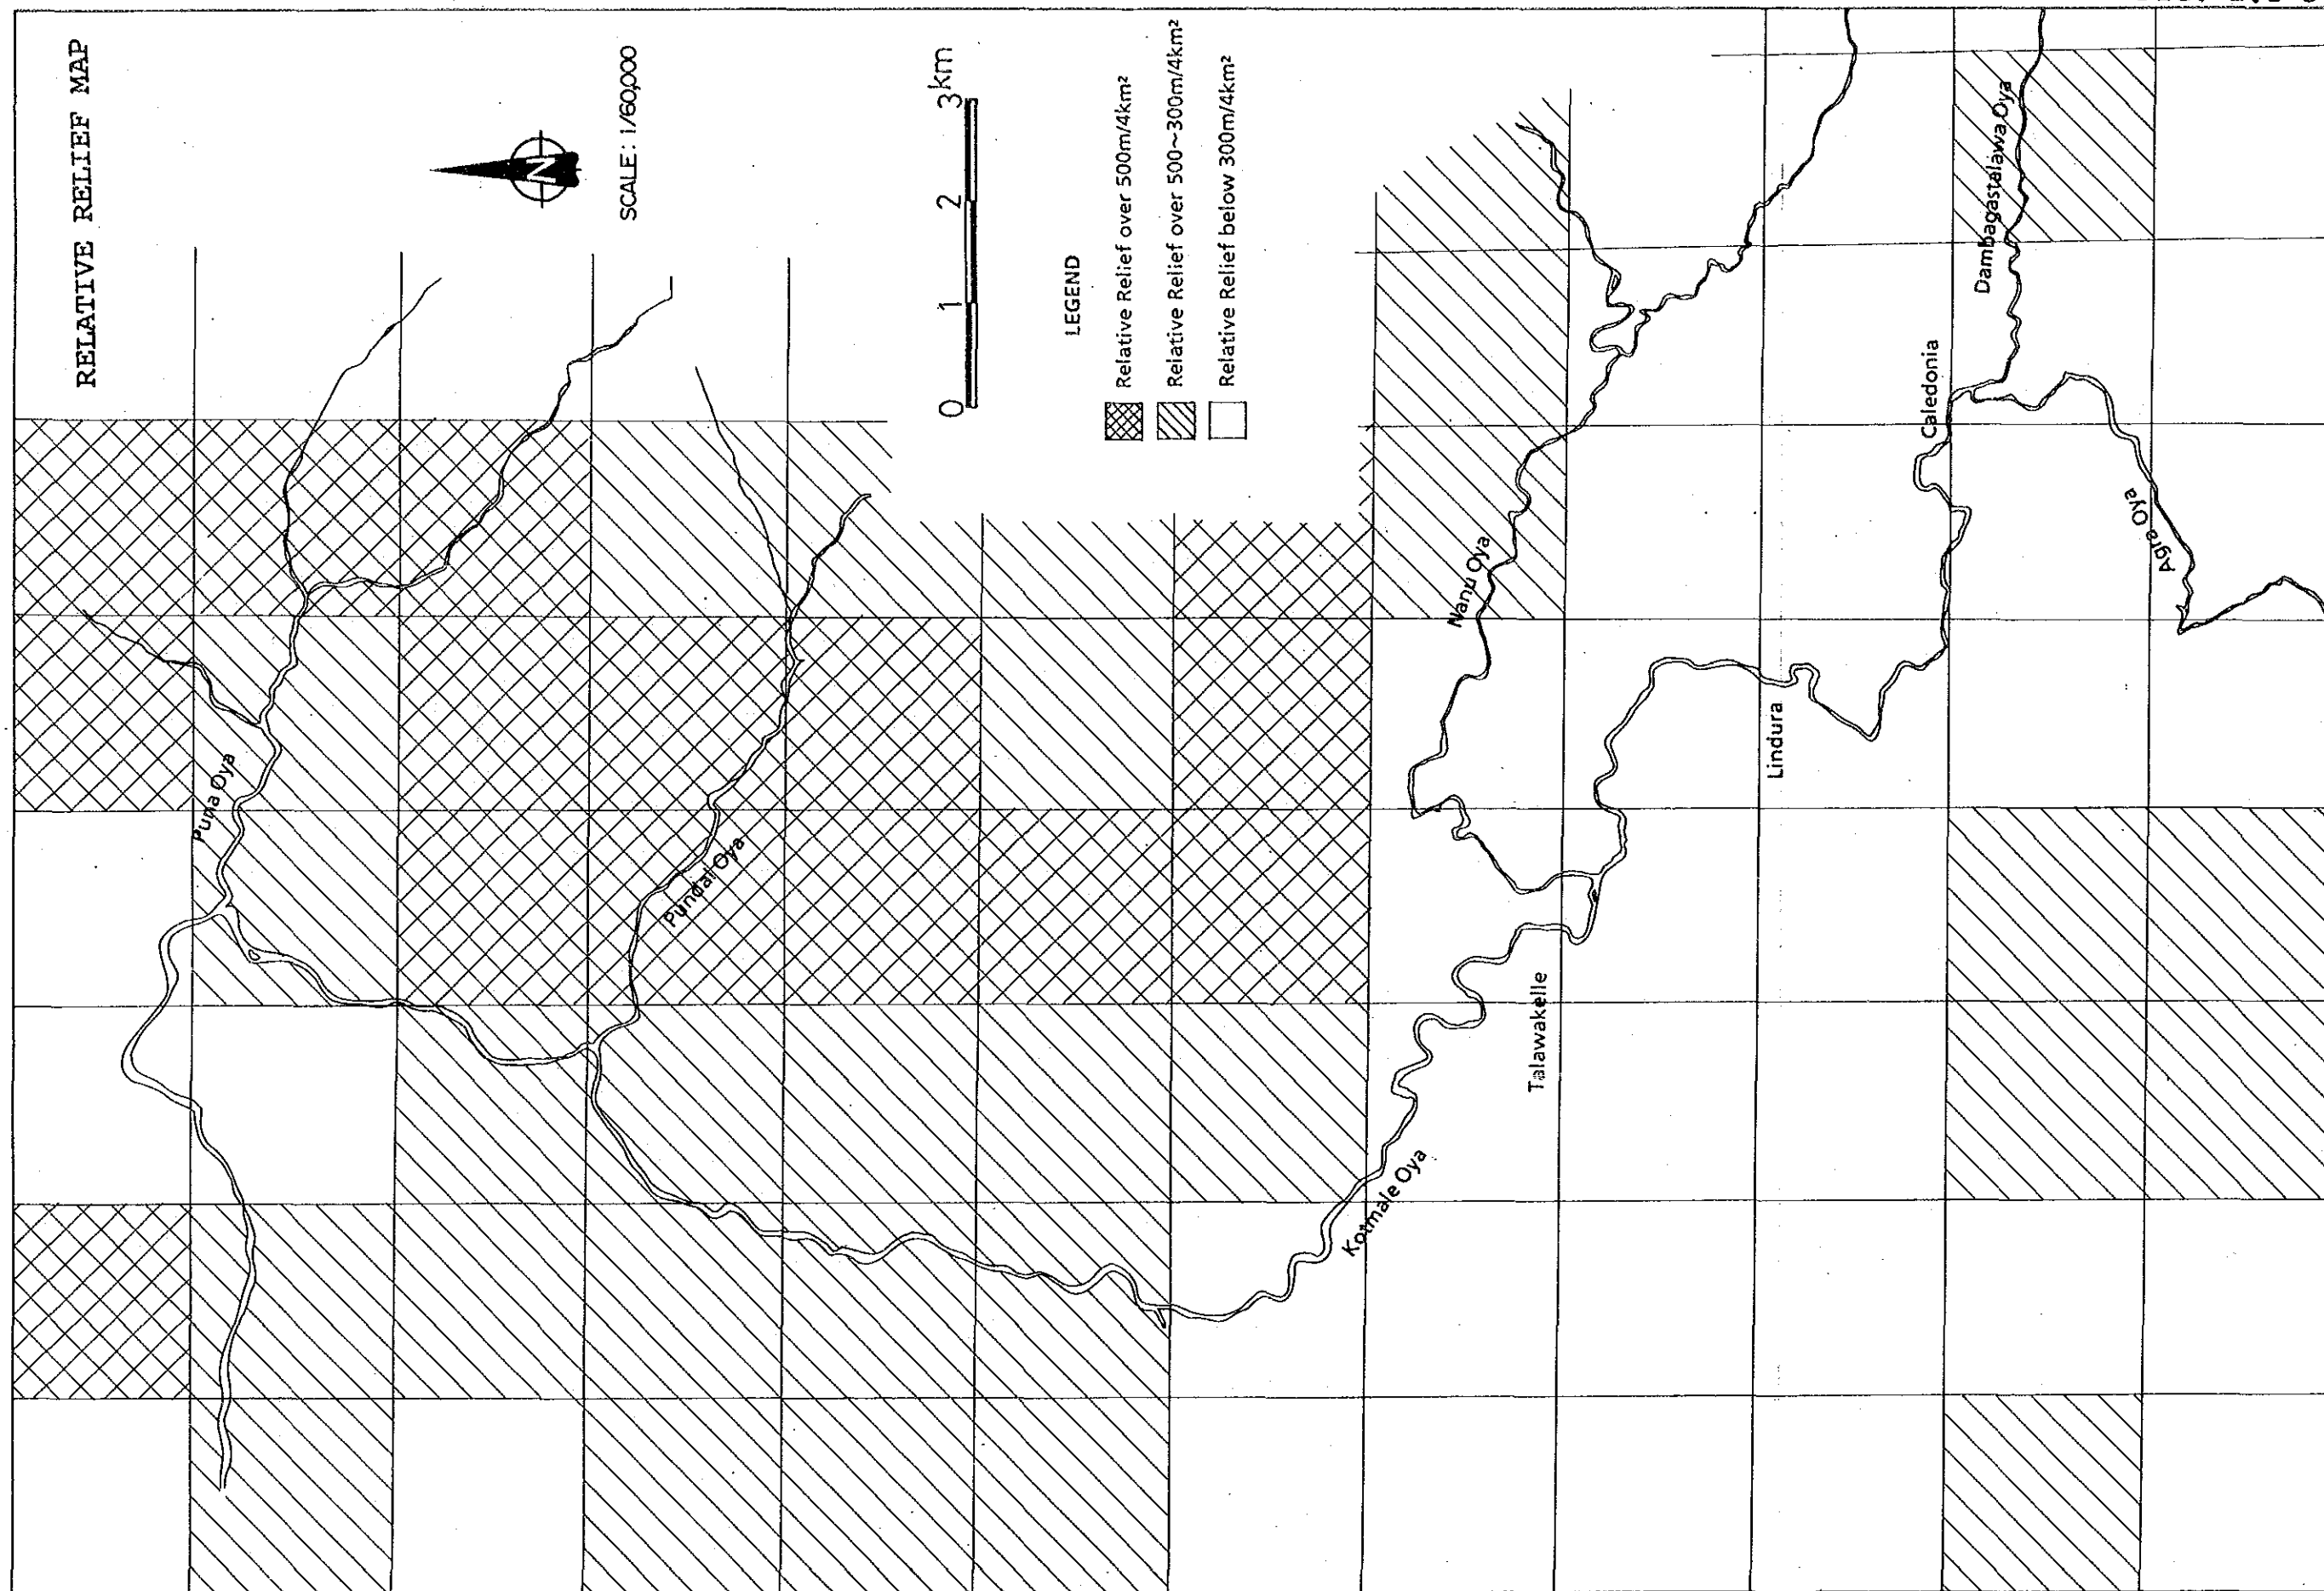 RELATIVE RELIEF MAP
N
SCALE: 1/60,000
0 1 2 3km
LEGEND
Relative Relief over 500m/4km²
Relative Relief over 500~300m/4km²
Relative Relief below 300m/4km²
Puna Oya
Pundal Oya
Nanu Oya
Kotmale Oya
Talawakelle
Lindura
Caledonia
Dambagastalawa Oya
Agra Oya